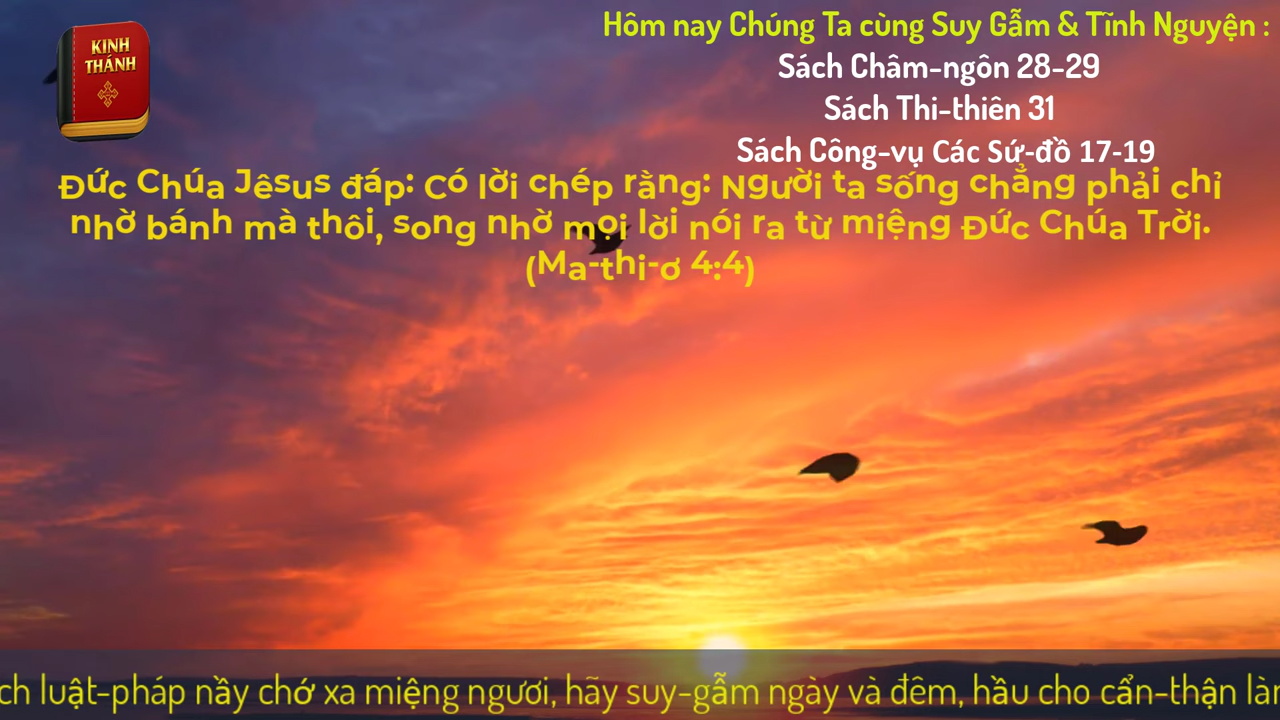 KINH
THÁNH
Hôm nay Chúng Ta cùng Suy Gẫm & Tĩnh Nguyện :
Sách Châm-ngôn 28-29
Sách Thi-thiên 31
Sách Công-vụ Các Sứ-đồ 17-19
Đức Chúa Jêsus đáp: Có lời chép rằng: Người ta sống chẳng phải chỉ
nhờ bánh mà thôi, song nhờ mọi lời nói ra từ miệng Đức Chúa Trời.
(Ma-thi-ơ 4:4)
ch luật-pháp nầy chớ xa miệng ngươi, hãy suy-gẫm ngày và đêm, hầu cho cẩn-thận làm